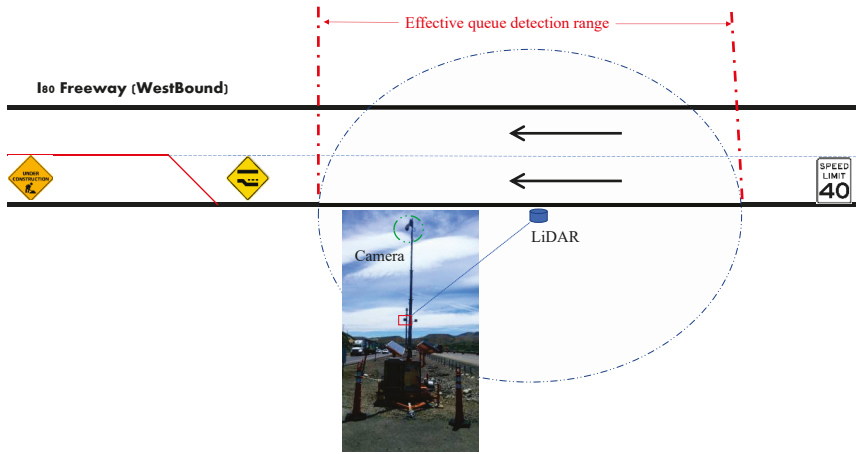 Effective queue detection range
I80 Freeway (WestBound)
UNDER
CONSTRUCTION
SPEED
LIMIT
40
LiDAR
Camera